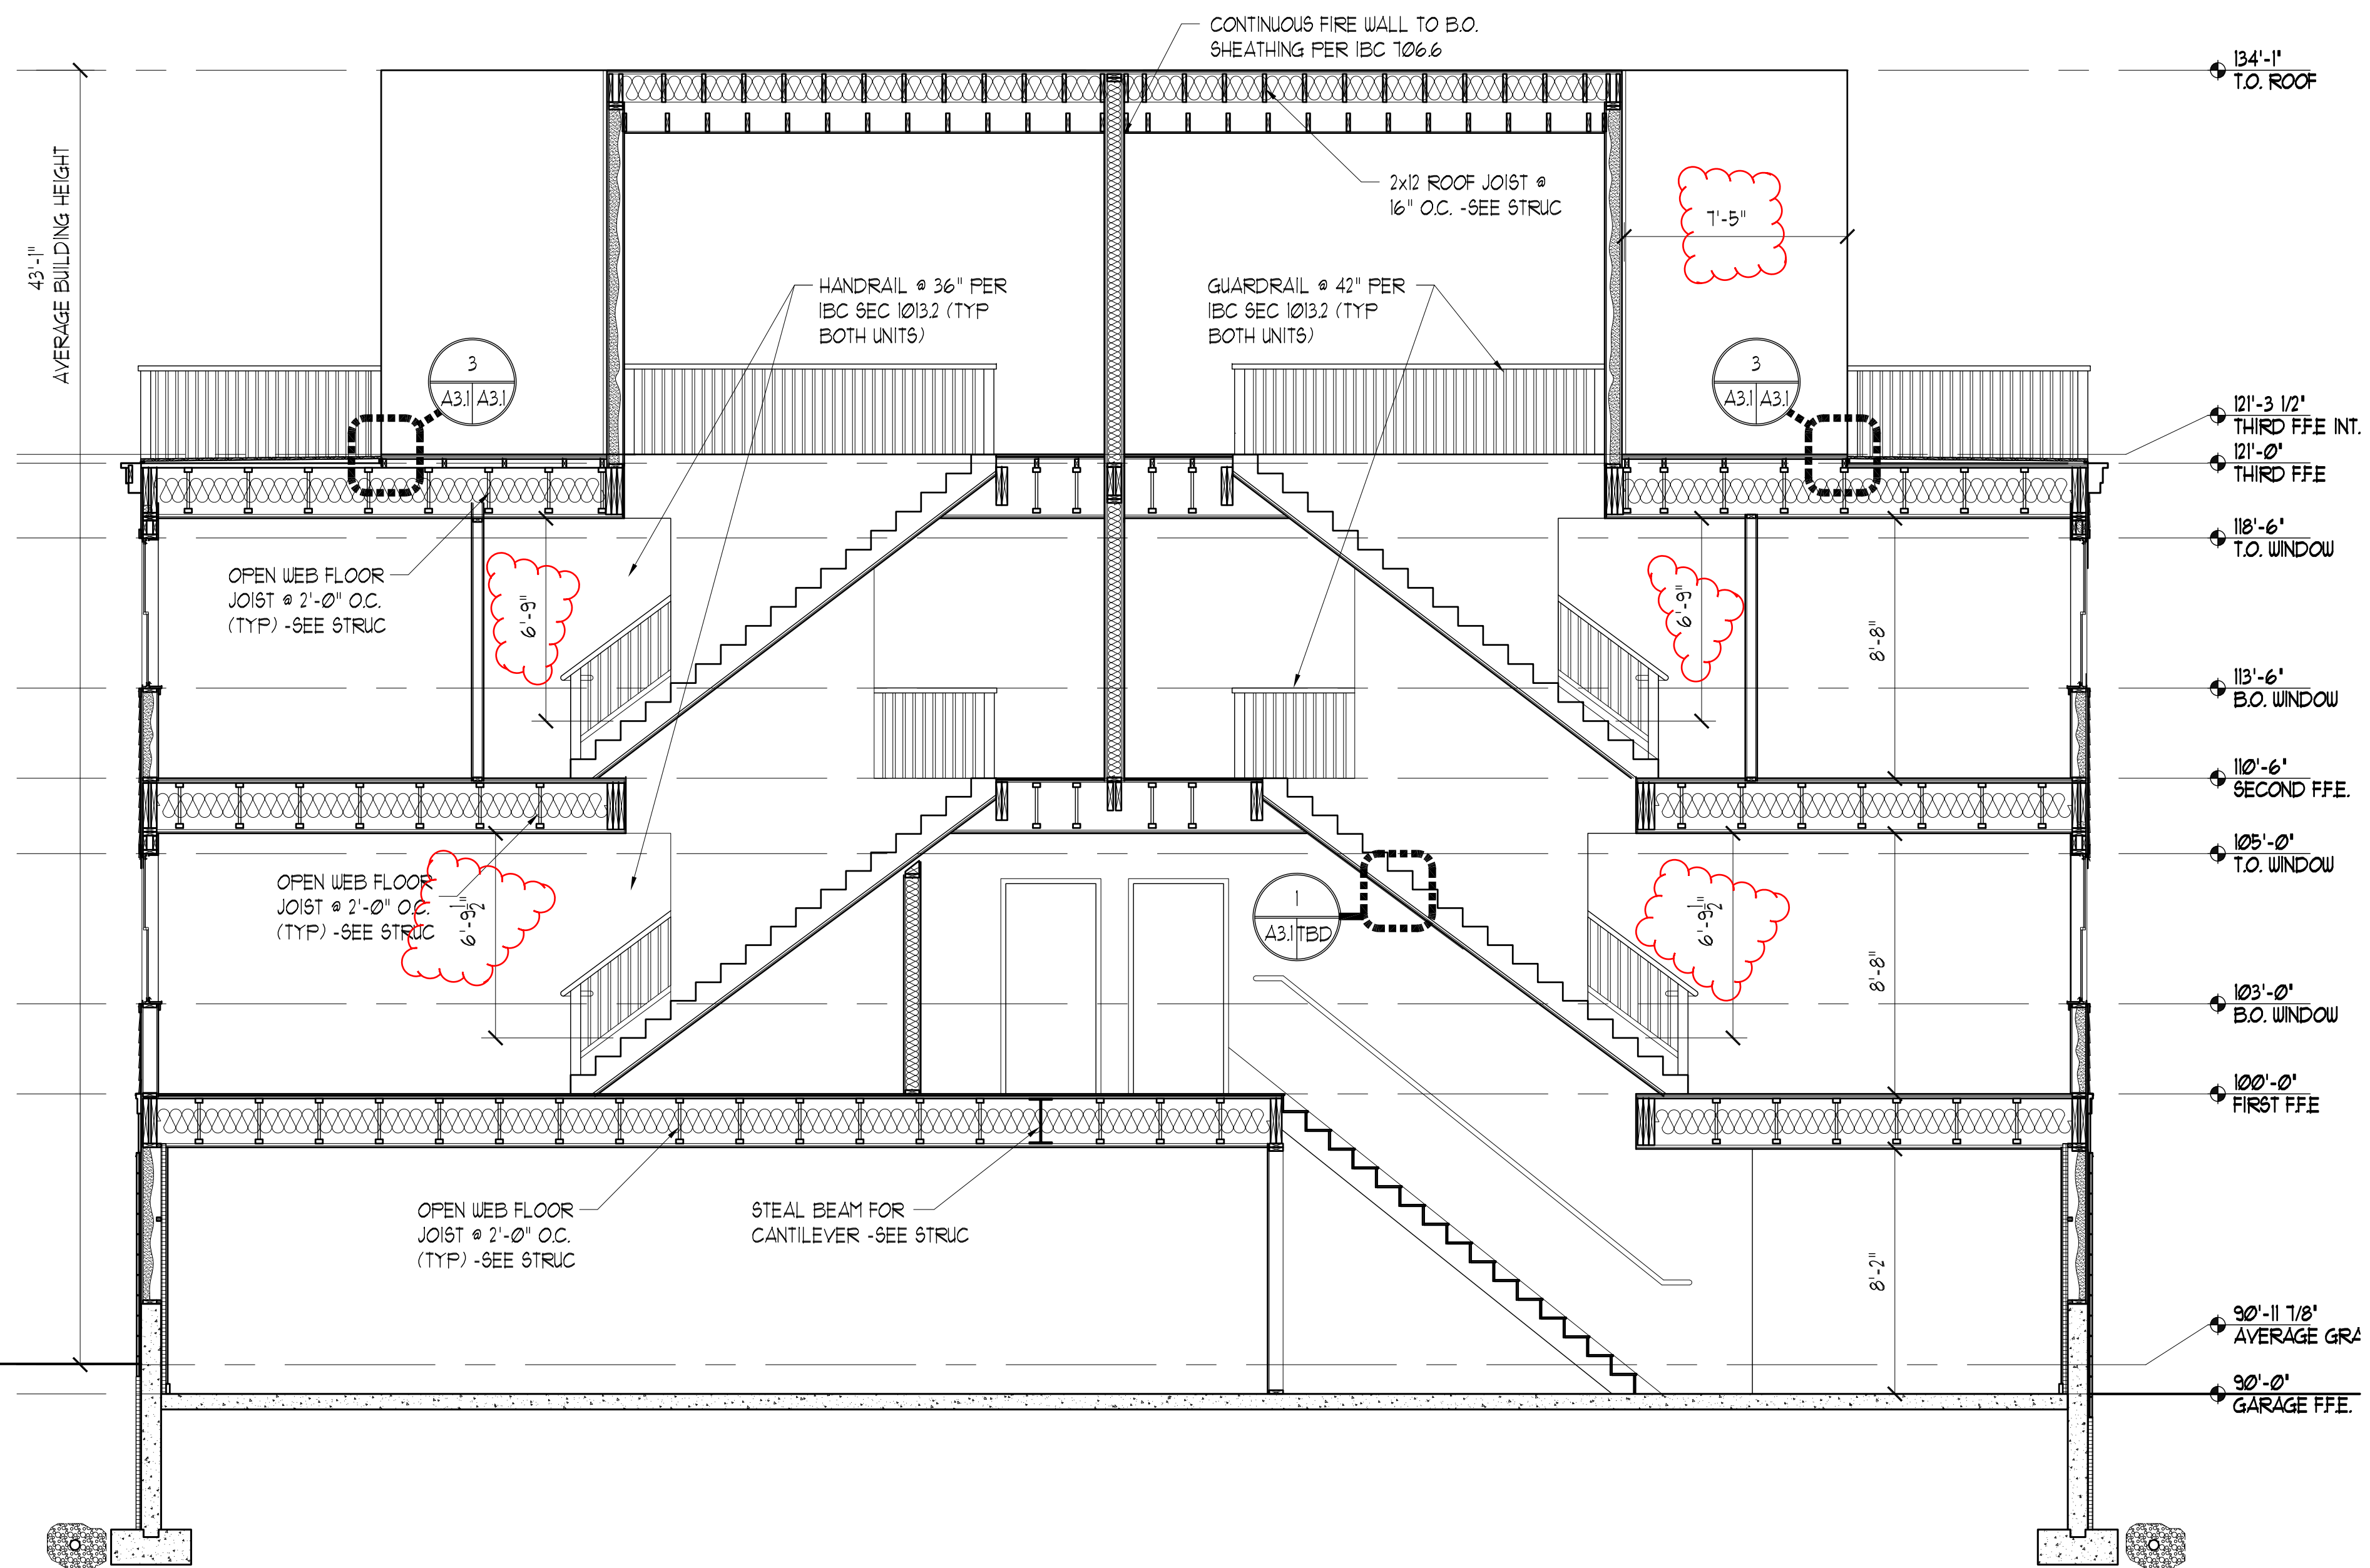 CONTINUOUS FIRE WALL TO B.O.
SHEATHING PER IBC 706.6
134'-1"
T.O. ROOF
43'-1"
AVERAGE BUILDING HEIGHT
2x12 ROOF JOIST @
16" O.C. -SEE STRUC
7'-5"
HANDRAIL @ 36" PER
IBC SEC 1013.2 (TYP
BOTH UNITS)
GUARDRAIL @ 42" PER
IBC SEC 1013.2 (TYP
BOTH UNITS)
3
A3.1 A3.1
3
A3.1 A3.1
121'-3 1/2"
THIRD F.F.E INT.
121'-0"
THIRD F.F.E
118'-6"
T.O. WINDOW
OPEN WEB FLOOR
JOIST @ 2'-0" O.C.
(TYP) -SEE STRUC
6'-9"
6'-9"
8'-8"
113'-6"
B.O. WINDOW
110'-6"
SECOND F.F.E.
105'-0"
T.O. WINDOW
OPEN WEB FLOOR
JOIST @ 2'-0" O.C.
(TYP) -SEE STRUC
6'-9 1/2"
1
A3.1 TBD
6'-9 1/2"
8'-8"
103'-0"
B.O. WINDOW
100'-0"
FIRST F.F.E
OPEN WEB FLOOR
JOIST @ 2'-0" O.C.
(TYP) -SEE STRUC
STEAL BEAM FOR
CANTILEVER -SEE STRUC
8'-2"
90'-11 7/8"
AVERAGE GRA
90'-0"
GARAGE F.F.E.